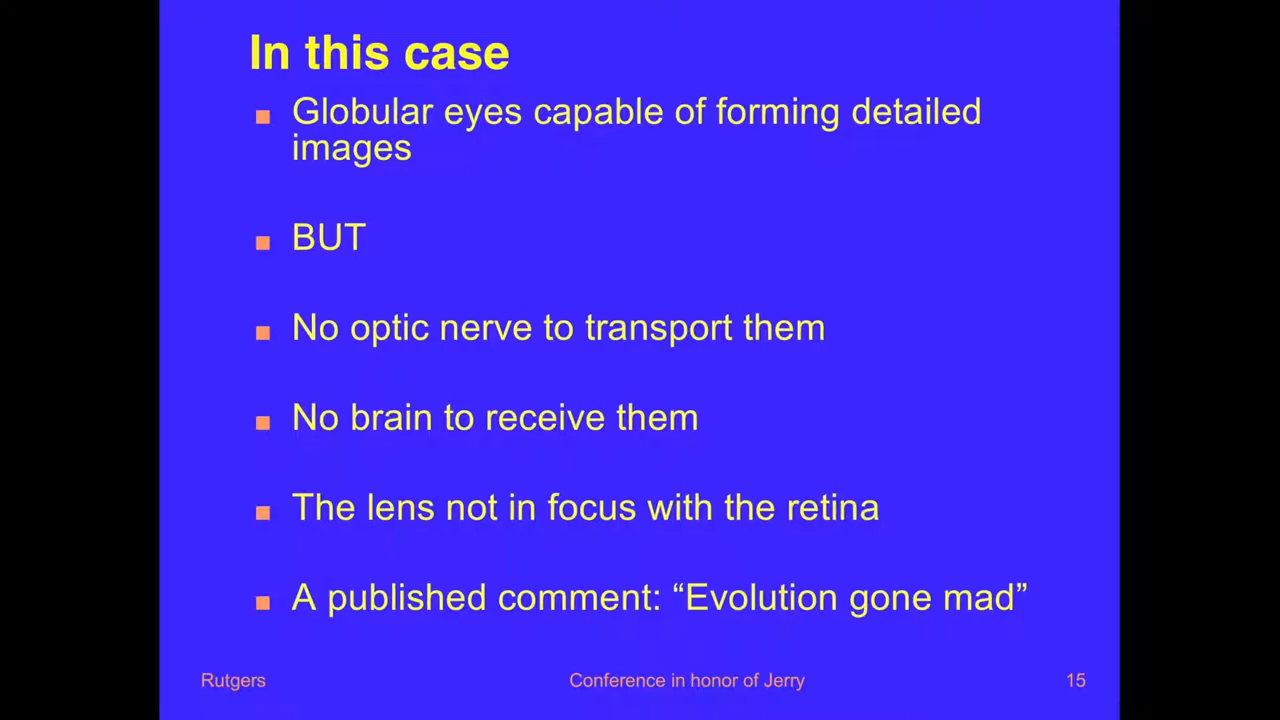 In this case
Globular eyes capable of forming detailed
images
BUT
No optic nerve to transport them
No brain to receive them
The lens not in focus with the retina
A published comment: “Evolution gone mad”
Rutgers
Conference in honor of Jerry
15